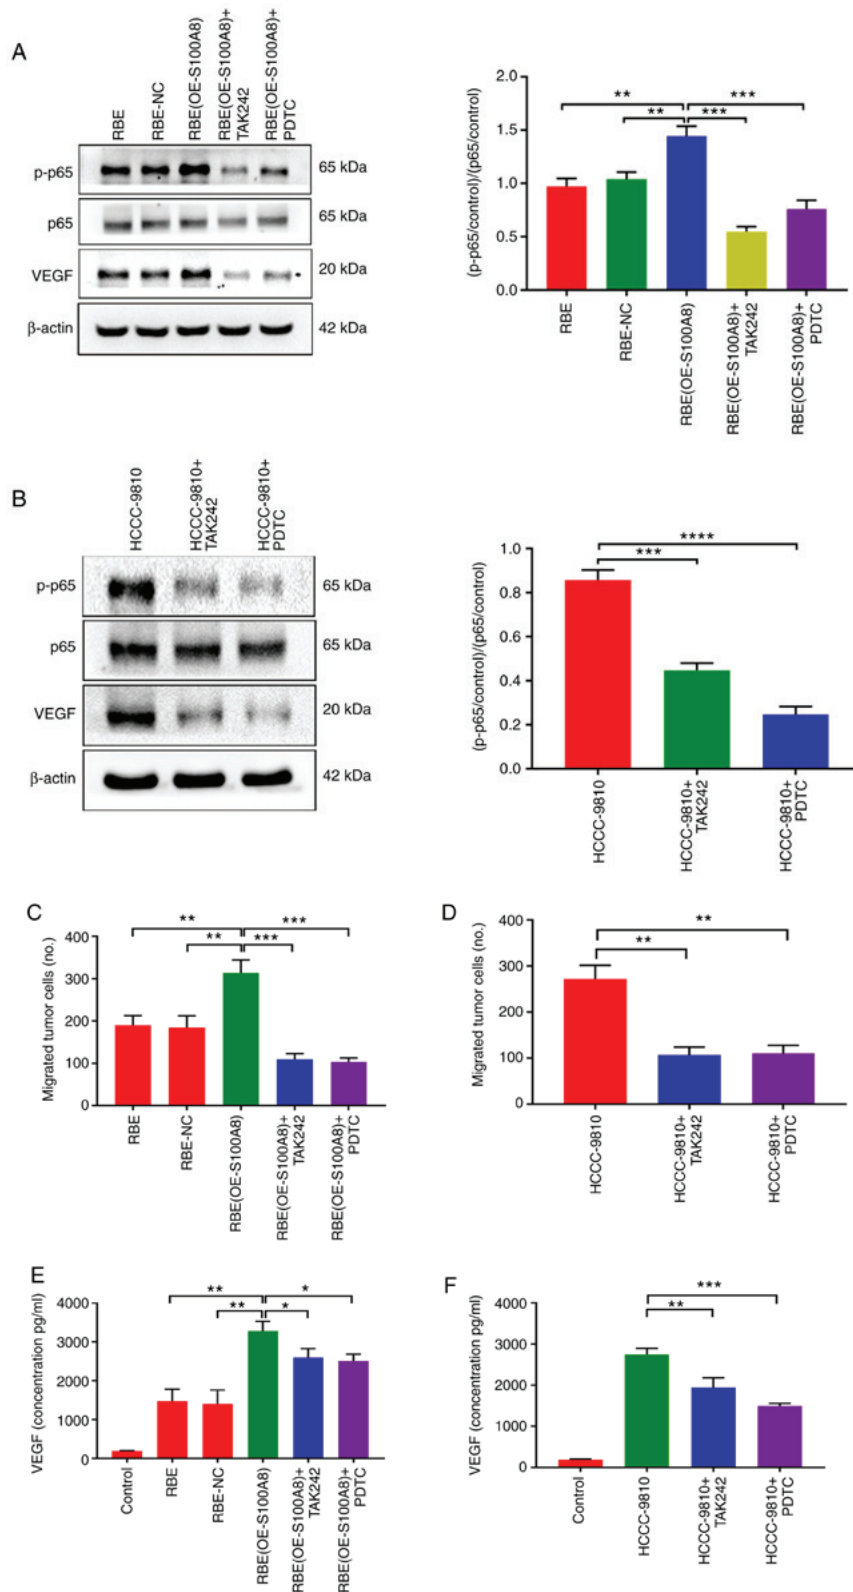 A
RBE
RBE-NC
RBE(OE-S100A8)
RBE(OE-S100A8)+
TAK242
RBE(OE-S100A8)+
PDTC
p-p65
65 kDa
p65
65 kDa
VEGF
20 kDa
β-actin
42 kDa
(p-p65/control)/(p65/control)
2.0
1.5
1.0
0.5
0.0
**
**
***
***
RBE
RBE-NC
RBE(OE-S100A8)
RBE(OE-S100A8)+
TAK242
RBE(OE-S100A8)+
PDTC
B
HCCC-9810
HCCC-9810+
TAK242
HCCC-9810+
PDTC
p-p65
65 kDa
p65
65 kDa
VEGF
20 kDa
β-actin
42 kDa
(p-p65/control)/(p65/control)
1.0
0.8
0.6
0.4
0.2
0.0
****
***
HCCC-9810
HCCC-9810+
TAK242
HCCC-9810+
PDTC
C
Migrated tumor cells (no.)
400
300
200
100
0
**
***
**
***
RBE
RBE-NC
RBE(OE-S100A8)
RBE(OE-S100A8)+
TAK242
RBE(OE-S100A8)+
PDTC
D
Migrated tumor cells (no.)
400
300
200
100
0
**
**
HCCC-9810
HCCC-9810+
TAK242
HCCC-9810+
PDTC
E
VEGF (concentration pg/ml)
4000
3000
2000
1000
0
**
*
**
*
Control
RBE
RBE-NC
RBE(OE-S100A8)
RBE(OE-S100A8)+
TAK242
RBE(OE-S100A8)+
PDTC
F
VEGF (concentration pg/ml)
4000
3000
2000
1000
0
***
**
Control
HCCC-9810
HCCC-9810+
TAK242
HCCC-9810+
PDTC